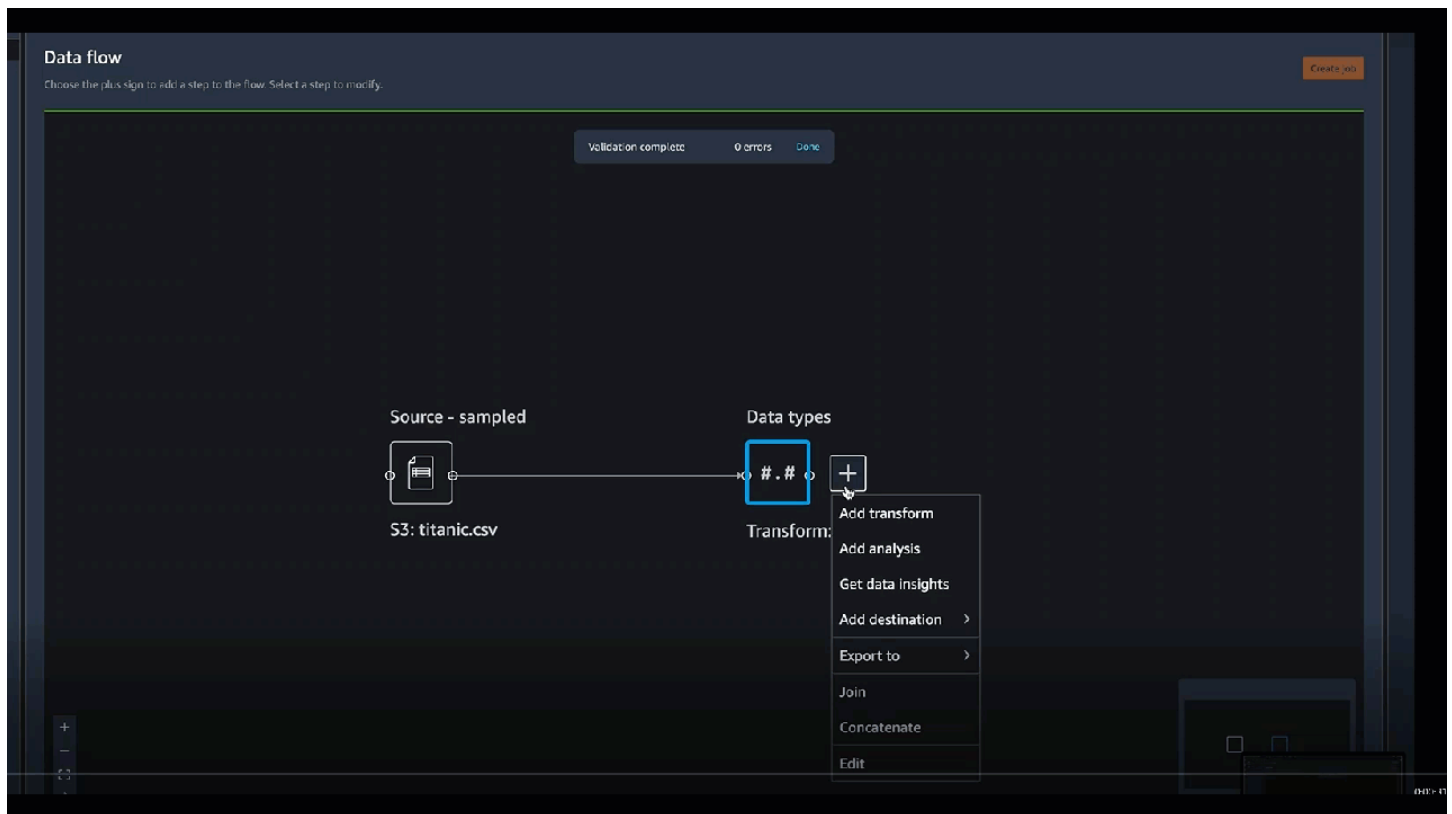 Data flow
Choose the plus sign to add a step to the flow. Select a step to modify.
Create job
Validation complete 0 errors Done
Source - sampled
Data types
#.#
S3: titanic.csv
Transform:
Add transform
Add analysis
Get data insights
Add destination
Export to
Join
Concatenate
Edit